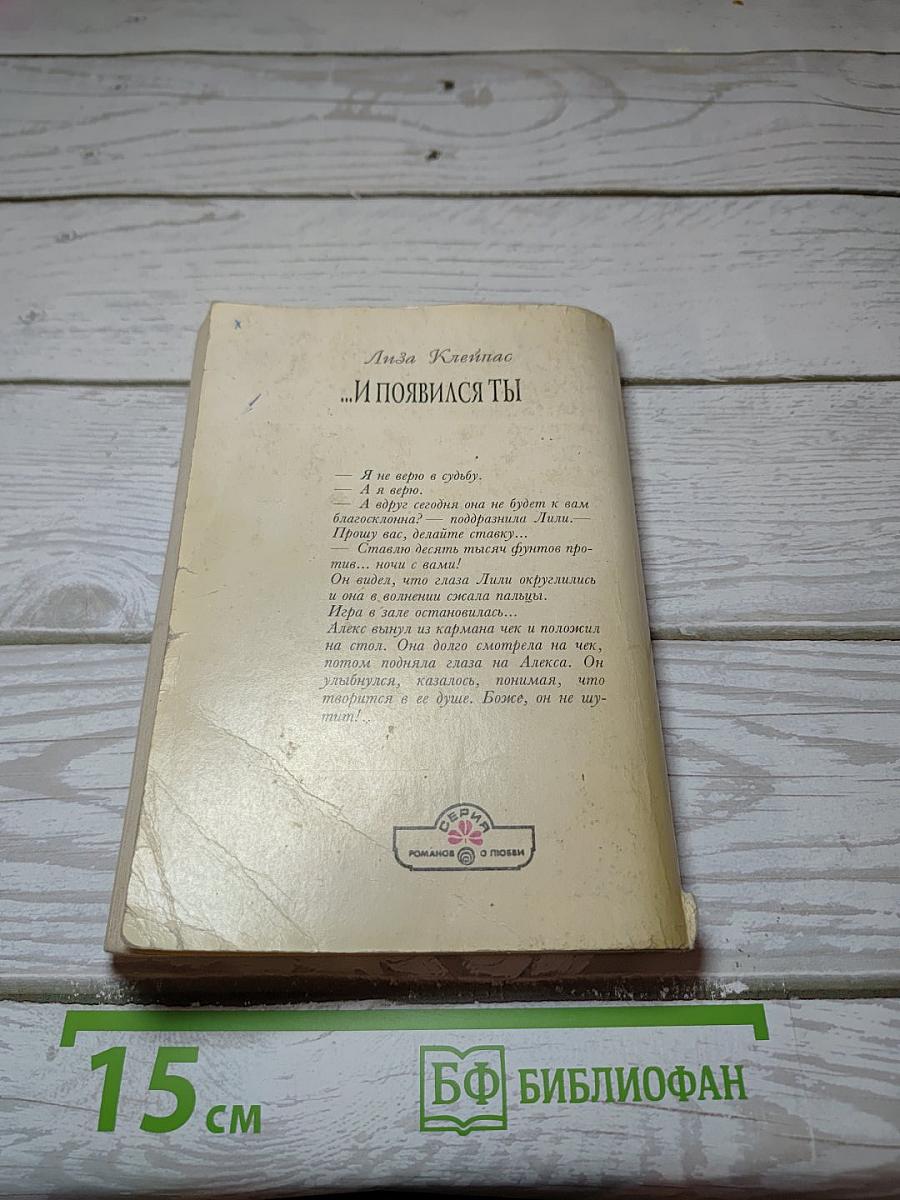 Лиза Клейпас
...И ПОЯВИЛСЯ ТЫ
— Я не верю в судьбу.
— А я верю.
— А вдруг сегодня она не будет к вам
благосклонна? — поддразнила Лили.—
Прошу вас, делайте ставку...
— Ставлю десять тысяч фунтов про-
тив... ночи с вами!
Он видел, что глаза Лили округлились
и она в волнении сжала пальцы.
Игра в зале остановилась...
Алекс вынул из кармана чек и положил
на стол. Она долго смотрела на чек,
потом подняла глаза на Алекса. Он
улыбнулся, казалось, понимая, что
творится в ее душе. Боже, он не шу-
тит!..
СЕРИЯ
РОМАНОВ О ЛЮБВИ
15 см
БФ БИБЛИОФАН